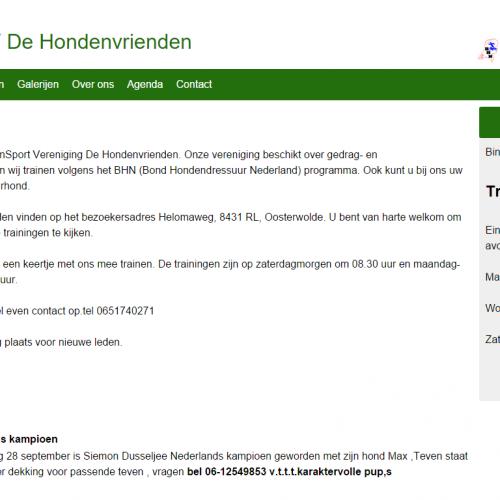 De Hondenvrienden
Galerijen Over ons Agenda Contact
Sport Vereniging De Hondenvrienden. Onze vereniging beschikt over gedrag- en
wij trainen volgens het BHN (Bond Hondendressuur Nederland) programma. Ook kunt u bij ons uw
rhond.
den vinden op het bezoekersadres Helomaweg, 8431 RL, Oosterwolde. U bent van harte welkom om
trainingen te kijken.
een keertje met ons mee trainen. De trainingen zijn op zaterdagmorgen om 08.30 uur en maandag-
uur.
el even contact op.tel 0651740271
g plaats voor nieuwe leden.
Bin
Tr
Ein
avo
Ma
Wo
Zat
s kampioen
g 28 september is Siemon Dusseljee Nederlands kampioen geworden met zijn hond Max ,Teven staat
er dekking voor passende teven , vragen bel 06-12549853 v.t.t.t.karaktervolle pup,s